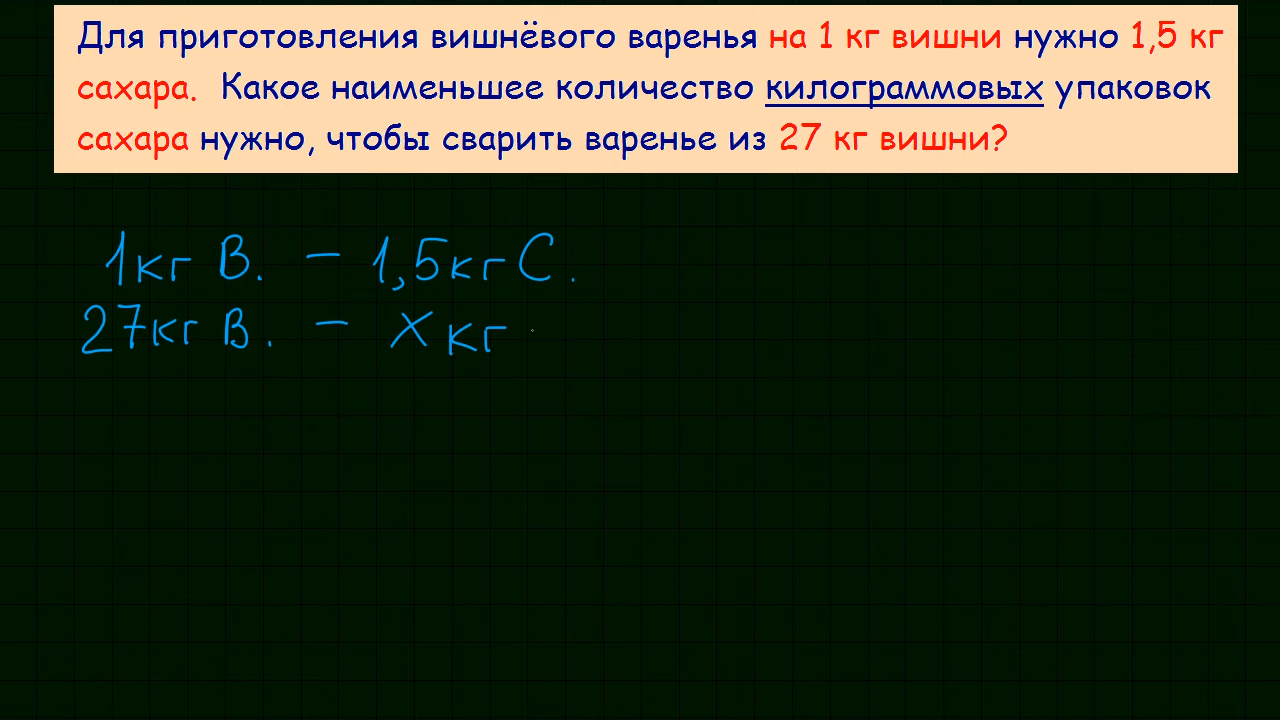 Для приготовления вишнёвого варенья на 1 кг вишни нужно 1,5 кг
сахара. Какое наименьшее количество килограммовых упаковок
сахара нужно, чтобы сварить варенье из 27 кг вишни?
1кг В. – 1,5кг С.
27кг В. – х кг